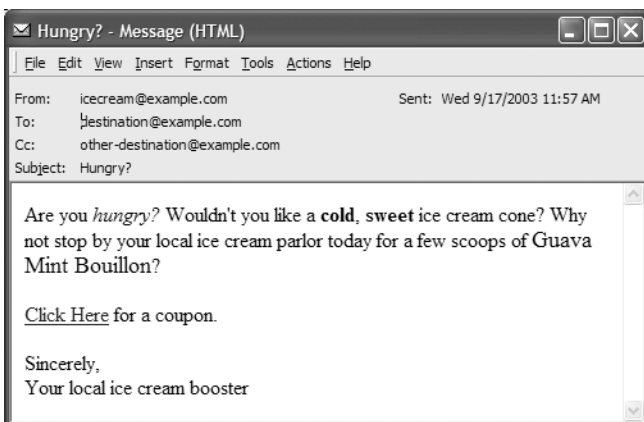 Hungry? - Message (HTML)
File Edit View Insert Format Tools Actions Help
From: icecream@example.com Sent: Wed 9/17/2003 11:57 AM
To: destination@example.com
Cc: other-destination@example.com
Subject: Hungry?
Are you hungry? Wouldn't you like a cold, sweet ice cream cone? Why
not stop by your local ice cream parlor today for a few scoops of Guava
Mint Bouillon?
Click Here for a coupon.
Sincerely,
Your local ice cream booster